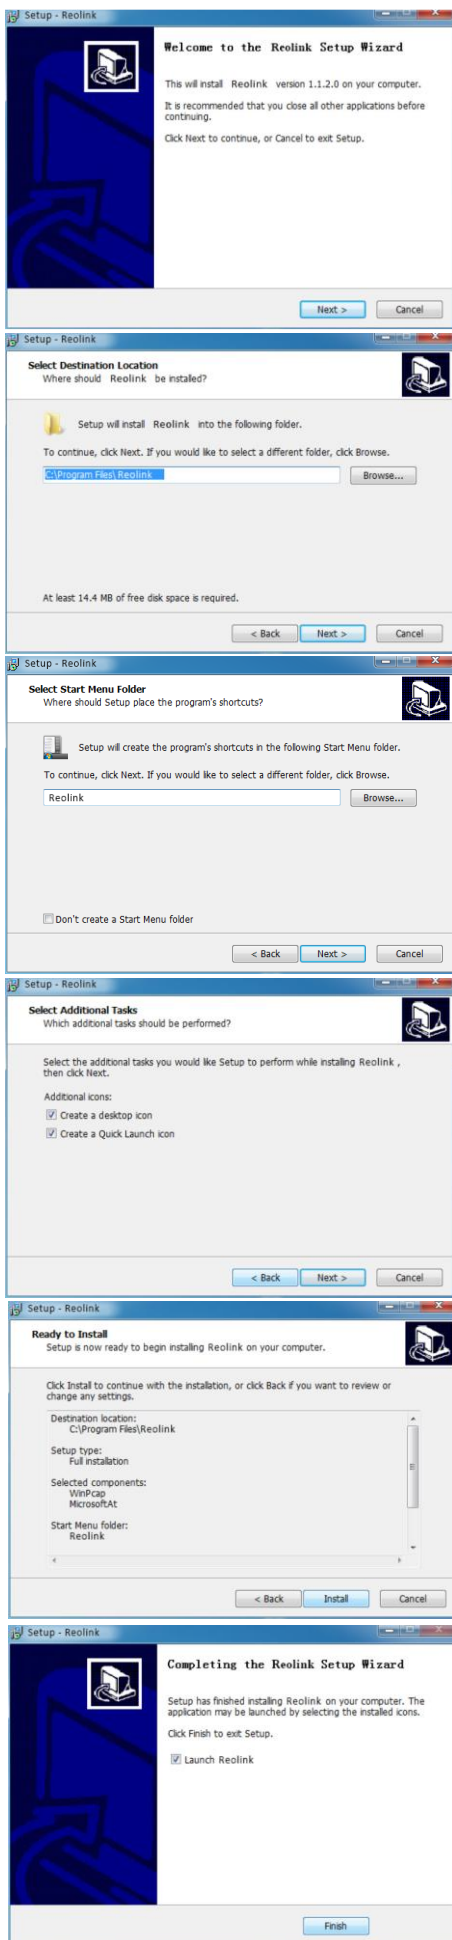 Setup - Reolink
Welcome to the Reolink Setup Wizard
This will install Reolink version 1.1.2.0 on your computer.
It is recommended that you close all other applications before
continuing.
Click Next to continue, or Cancel to exit Setup.
Next >
Cancel
Setup - Reolink
Select Destination Location
Where should Reolink be installed?
Setup will install Reolink into the following folder.
To continue, click Next. If you would like to select a different folder, click Browse.
C:\Program Files\Reolink
Browse...
At least 14.4 MB of free disk space is required.
< Back
Next >
Cancel
Setup - Reolink
Select Start Menu Folder
Where should Setup place the program's shortcuts?
Setup will create the program's shortcuts in the following Start Menu folder.
To continue, click Next. If you would like to select a different folder, click Browse.
Reolink
Browse...
Don't create a Start Menu folder
< Back
Next >
Cancel
Setup - Reolink
Select Additional Tasks
Which additional tasks should be performed?
Select the additional tasks you would like Setup to perform while installing Reolink ,
then click Next.
Additional icons:
Create a desktop icon
Create a Quick Launch icon
< Back
Next >
Cancel
Setup - Reolink
Ready to Install
Setup is now ready to begin installing Reolink on your computer.
Click Install to continue with the installation, or click Back if you want to review or
change any settings.
Destination location:
C:\Program Files\Reolink
Setup type:
Full installation
Selected components:
WinPcap
MicrosoftAt
Start Menu folder:
Reolink
< Back
Install
Cancel
Setup - Reolink
Completing the Reolink Setup Wizard
Setup has finished installing Reolink on your computer. The
application may be launched by selecting the installed icons.
Click Finish to exit Setup.
Launch Reolink
Finish